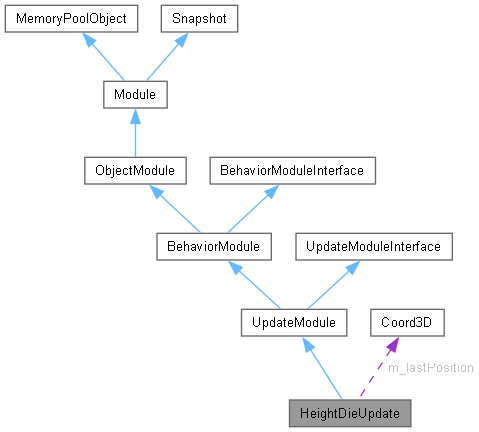 MemoryPoolObject
Snapshot
Module
ObjectModule
BehaviorModuleInterface
BehaviorModule
UpdateModuleInterface
UpdateModule
Coord3D
m_lastPosition
HeightDieUpdate